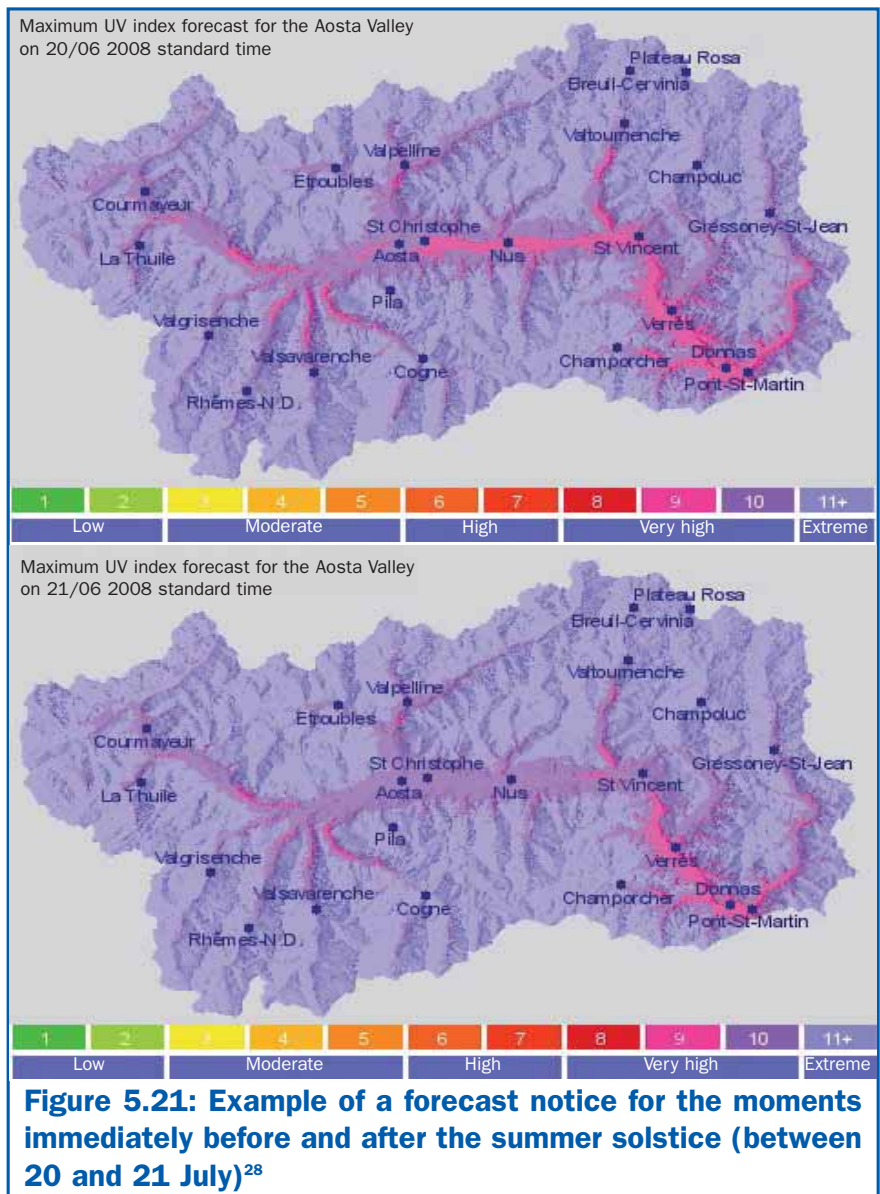 Maximum UV index forecast for the Aosta Valley
on 20/06 2008 standard time
Plateau Rosa
Breuil-Cervinia
Valtournenche
Valpelline
Etroubles
Champoluc
Courmayeur
St Christophe
Gressoney-St-Jean
La Thuile
Aosta
Nus
St Vincent
Pila
Valgrisenche
Verrès
Valsavarenche
Cogne
Champorcher
Donnas
Pont-St-Martin
Rhêmes-N.D.
1 2 3 4 5 6 7 8 9 10 11+
Low Moderate High Very high Extreme
Maximum UV index forecast for the Aosta Valley
on 21/06 2008 standard time
Plateau Rosa
Breuil-Cervinia
Valtournenche
Valpelline
Etroubles
Champoluc
Courmayeur
St Christophe
Gressoney-St-Jean
La Thuile
Aosta
Nus
St Vincent
Pila
Valgrisenche
Verrès
Valsavarenche
Cogne
Champorcher
Donnas
Pont-St-Martin
Rhêmes-N.D.
1 2 3 4 5 6 7 8 9 10 11+
Low Moderate High Very high Extreme
Figure 5.21: Example of a forecast notice for the moments
immediately before and after the summer solstice (between
20 and 21 July)²⁸